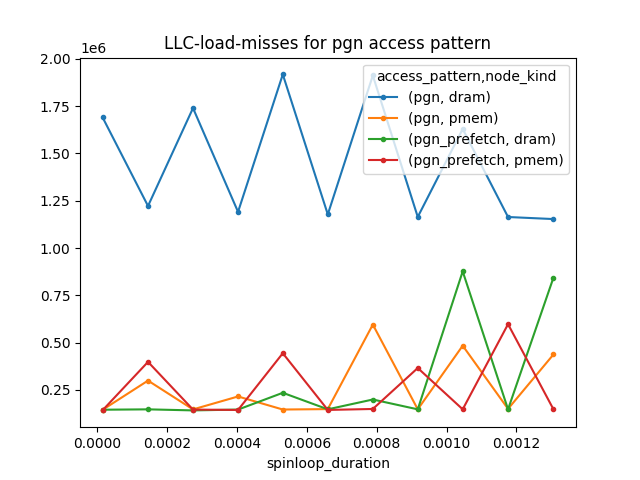 LLC-load-misses for pgn access pattern
1e6
2.00
1.75
1.50
1.25
1.00
0.75
0.50
0.25
access_pattern,node_kind
(pgn, dram)
(pgn, pmem)
(pgn_prefetch, dram)
(pgn_prefetch, pmem)
0.0000 0.0002 0.0004 0.0006 0.0008 0.0010 0.0012
spinloop_duration